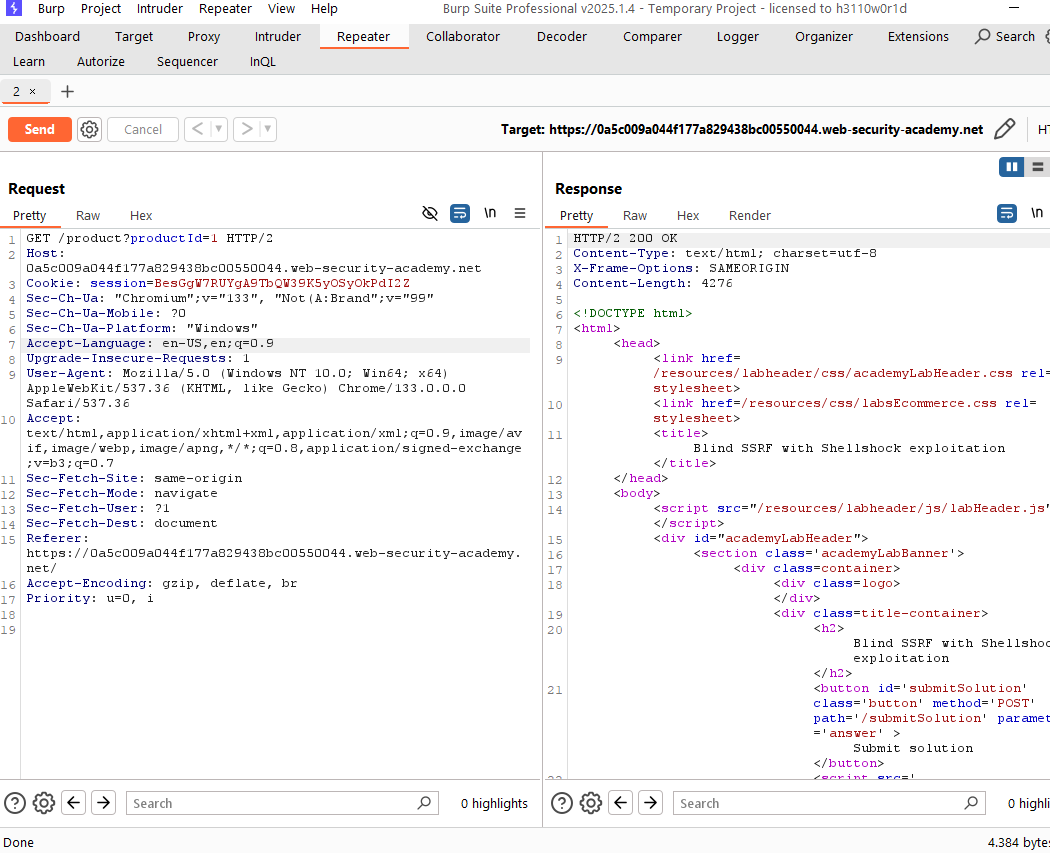 Burp Project Intruder Repeater View Help Burp Suite Professional v2025.1.4 - Temporary Project - licensed to h3110w0r1d
Dashboard Target Proxy Intruder Repeater Collaborator Decoder Comparer Logger Organizer Extensions Search
Learn Autorize Sequencer InQL
2 × +
Send Cancel < > Target: https://0a5c009a044f177a829438bc00550044.web-security-academy.net HT
Request
Pretty Raw Hex \n
1 GET /product?productId=1 HTTP/2
2 Host:
0a5c009a044f177a829438bc00550044.web-security-academy.net
3 Cookie: session=BesGgW7RUYgA9TbQW39K5yOSyOkPdI2Z
4 Sec-Ch-Ua: "Chromium";v="133", "Not(A:Brand";v="99"
5 Sec-Ch-Ua-Mobile: ?0
6 Sec-Ch-Ua-Platform: "Windows"
7 Accept-Language: en-US,en;q=0.9
8 Upgrade-Insecure-Requests: 1
9 User-Agent: Mozilla/5.0 (Windows NT 10.0; Win64; x64)
AppleWebKit/537.36 (KHTML, like Gecko) Chrome/133.0.0.0
Safari/537.36
10 Accept:
text/html,application/xhtml+xml,application/xml;q=0.9,image/av
if,image/webp,image/apng,*/*;q=0.8,application/signed-exchange
;v=b3;q=0.7
11 Sec-Fetch-Site: same-origin
12 Sec-Fetch-Mode: navigate
13 Sec-Fetch-User: ?1
14 Sec-Fetch-Dest: document
15 Referer:
https://0a5c009a044f177a829438bc00550044.web-security-academy.
net/
16 Accept-Encoding: gzip, deflate, br
17 Priority: u=0, i
18
19
Search 0 highlights
Response
Pretty Raw Hex Render \n
1 HTTP/2 200 OK
2 Content-Type: text/html; charset=utf-8
3 X-Frame-Options: SAMEORIGIN
4 Content-Length: 4276
5
6 <!DOCTYPE html>
7 <html>
8 <head>
9 <link href=
/resources/labheader/css/academyLabHeader.css rel=
stylesheet>
10 <link href=/resources/css/labsEcommerce.css rel=
stylesheet>
11 <title>
Blind SSRF with Shellshock exploitation
</title>
12 </head>
13 <body>
14 <script src="/resources/labheader/js/labHeader.js"
</script>
15 <div id="academyLabHeader">
16 <section class='academyLabBanner'>
17 <div class=container>
18 <div class=logo>
</div>
19 <div class=title-container>
20 <h2>
Blind SSRF with Shellshoc
exploitation
</h2>
21 <button id='submitSolution'
class='button' method='POST'
path='/submitSolution' paramet
='answer' >
Submit solution
</button>
<script src='
Search 0 highli
Done 4.384 bytes